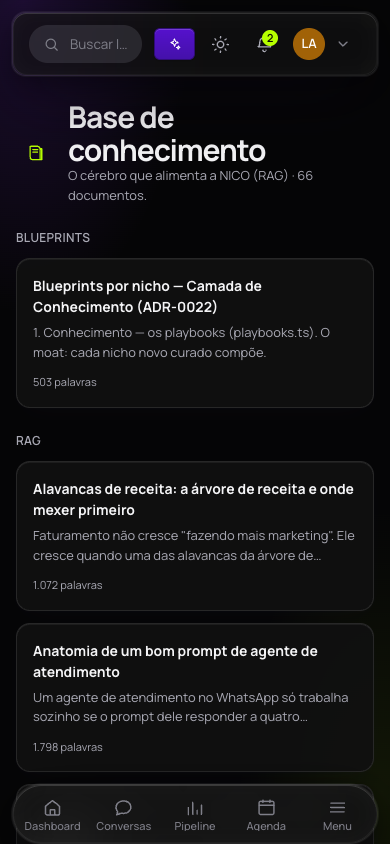 Buscar l...
2
LA
Base de
conhecimento
O cérebro que alimenta a NICO (RAG) · 66
documentos.
BLUEPRINTS
Blueprints por nicho — Camada de
Conhecimento (ADR-0022)
1. Conhecimento — os playbooks (playbooks.ts). O
moat: cada nicho novo curado compõe.
503 palavras
RAG
Alavancas de receita: a árvore de receita e onde
mexer primeiro
Faturamento não cresce "fazendo mais marketing". Ele
cresce quando uma das alavancas da árvore de...
1.072 palavras
Anatomia de um bom prompt de agente de
atendimento
Um agente de atendimento no WhatsApp só trabalha
sozinho se o prompt dele responder a quatro...
1.798 palavras
Dashboard Conversas Pipeline Agenda Menu